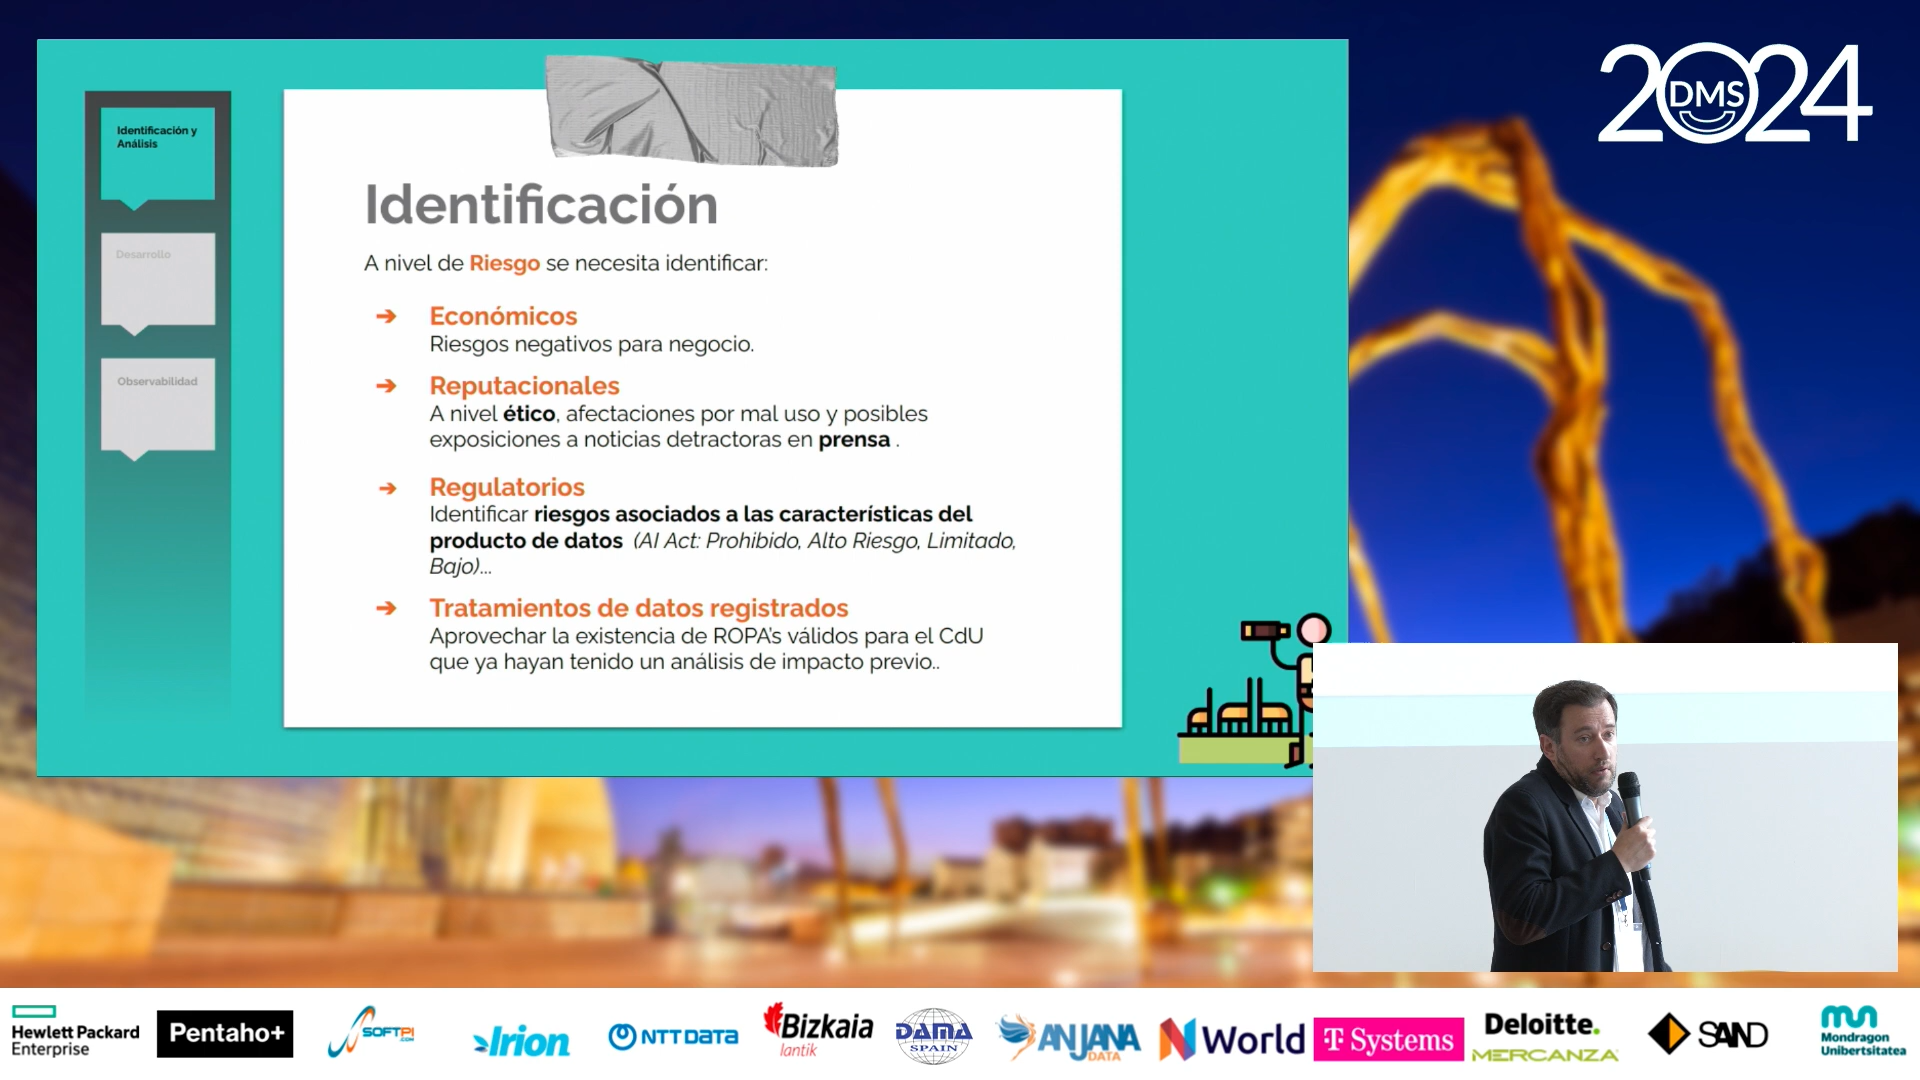 2024
DMS
Identificación y
Análisis
Desarrollo
Observabilidad
Identificación
A nivel de Riesgo se necesita identificar:
➔ Económicos
Riesgos negativos para negocio.
➔ Reputacionales
A nivel ético, afectaciones por mal uso y posibles
exposiciones a noticias detractoras en prensa .
➔ Regulatorios
Identificar riesgos asociados a las características del
producto de datos (AI Act: Prohibido, Alto Riesgo, Limitado,
Bajo)...
➔ Tratamientos de datos registrados
Aprovechar la existencia de ROPA's válidos para el CdU
que ya hayan tenido un análisis de impacto previo..
Hewlett Packard
Enterprise
Pentaho+
SOFTPI
.COM
Irion
NTT DATA
Bizkaia
lantik
DAMA
SPAIN
ANJANA
DATA
N World
T Systems
Deloitte.
MERCANZA
SAND
Mondragon
Unibertsitatea